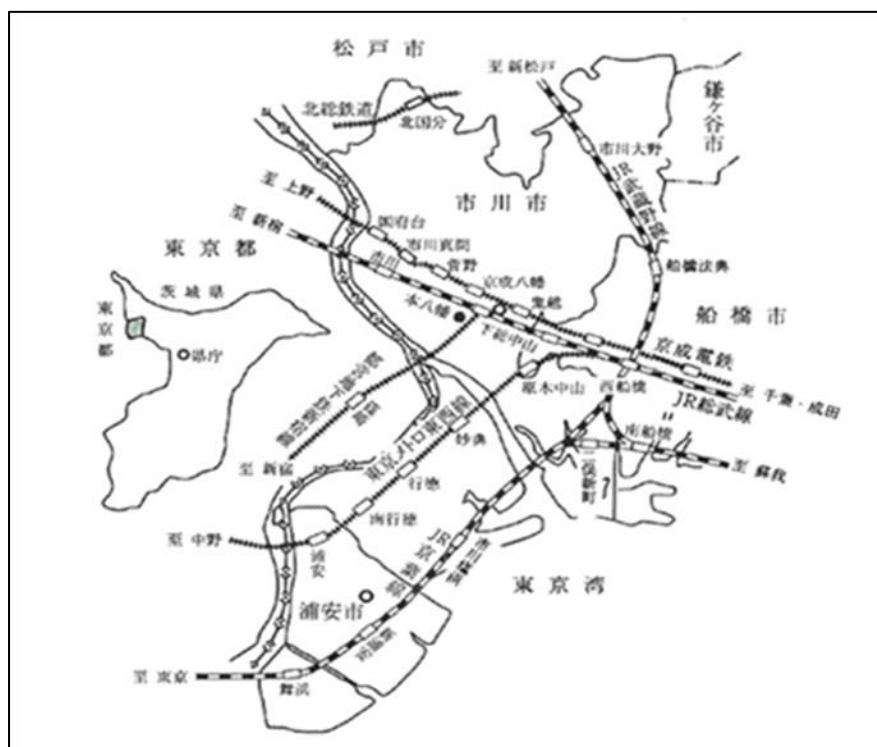 松戸市
至新松戸
鎌ヶ谷市
北総鉄道
北国分
市川大野
JR武蔵野線
至上野
市川市
至新宿
国府台
東京都
市川真間
市川
菅野
船橋法典
茨城県
京成八幡
鬼越
船橋市
本八幡
東京都
県庁
下総中山
京成電鉄
原木中山
西船橋
至千葉・成田
JR総武線
都営地下鉄新宿線
篠崎
東京メトロ東西線
妙典
南船橋
至新宿
二俣新町
至蘇我
行徳
南行徳
至中野
浦安
JR京葉線
市川塩浜
東京湾
浦安市
新浦安
至東京
舞浜